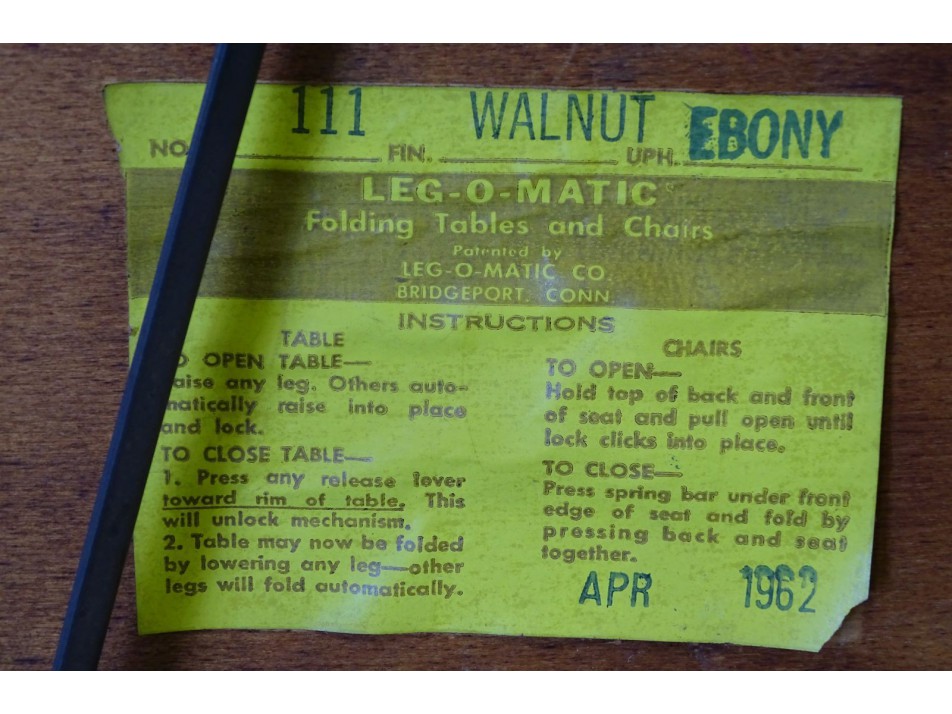 111 WALNUT EBONY
NO. FIN. UPH.
LEG-O-MATIC
Folding Tables and Chairs
Patented by
LEG-O-MATIC CO.
BRIDGEPORT, CONN.
INSTRUCTIONS
TABLE
TO OPEN TABLE—
Raise any leg. Others auto-
matically raise into place
and lock.
TO CLOSE TABLE—
1. Press any release lever
toward rim of table. This
will unlock mechanism.
2. Table may now be folded
by lowering any leg—other
legs will fold automatically.
CHAIRS
TO OPEN—
Hold top of back and front
of seat and pull open until
lock clicks into place.
TO CLOSE—
Press spring bar under front
edge of seat and fold by
pressing back and seat
together.
APR 1962